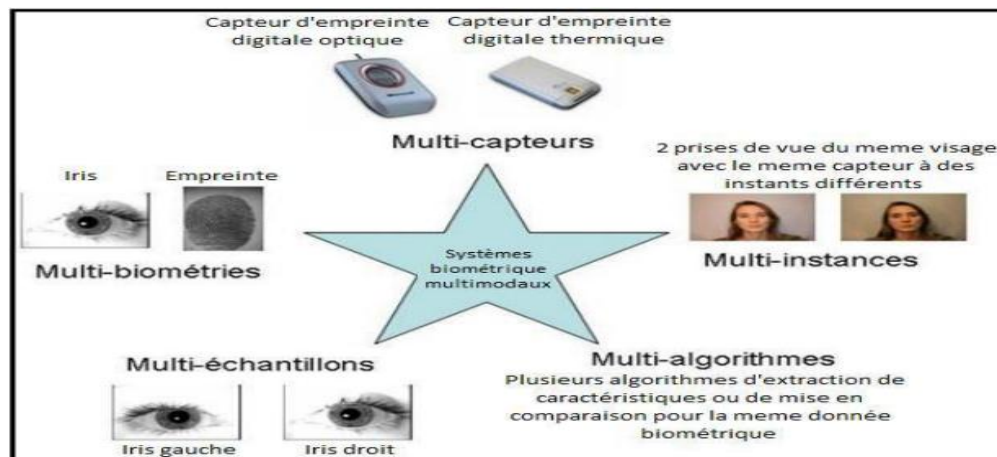 Capteur d'empreinte
digitale optique
Capteur d'empreinte
digitale thermique
Multi-capteurs
2 prises de vue du meme visage
avec le meme capteur à des
instants différents
Iris
Empreinte
Multi-biométries
Multi-instances
Systèmes
biométrique
multimodaux
Multi-échantillons
Iris gauche
Iris droit
Multi-algorithmes
Plusieurs algorithmes d'extraction de
caractéristiques ou de mise en
comparaison pour la meme donnée
biométrique